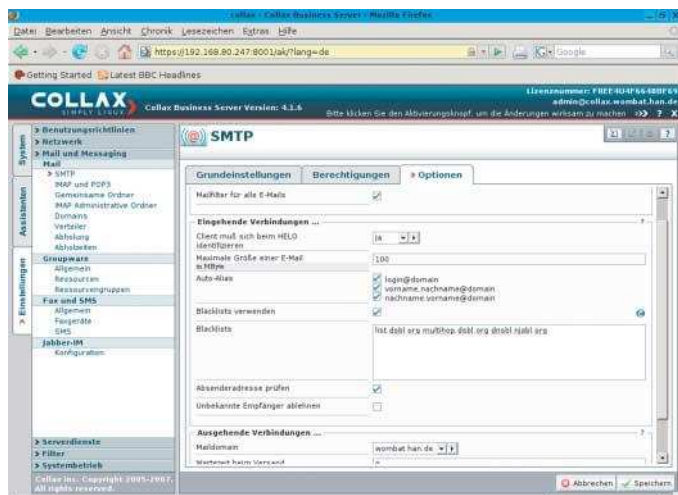 Collax - Collax Business Server - Mozilla Firefox
Datei Bearbeiten Ansicht Chronik Lesezeichen Extras Hilfe
https://192.168.80.247:8001/ak/?lang=de
Google
Getting Started Latest BBC Headlines
COLLAX
SIMPLY LINUX
Collax Business Server Version: 4.1.6
Lizenznummer:
admin@collax.wombat.han.de
Bitte klicken Sie den Aktivierungsknopf, um die Änderungen wirksam zu machen
System
Assistenten
Einstellungen
Benutzungsrichtlinien
Netzwerk
Mail und Messaging
Mail
SMTP
IMAP und POP3
Gemeinsame Ordner
IMAP Administrative Ordner
Domains
Verteiler
Abholung
Abholzeiten
Groupware
Allgemein
Ressourcen
Ressourcengruppen
Fax und SMS
Allgemein
Faxgeräte
SMS
Jabber-IM
Konfiguration
Serverdienste
Filter
Systembetrieb
Collax Inc. Copyright 2005-2007.
All rights reserved.
SMTP
Grundeinstellungen Berechtigungen Optionen
Mailfilter für alle E-Mails
Eingehende Verbindungen ...
Client muß sich beim HELO identifizieren
Ja
Maximale Größe einer E-Mail in MByte
100
Auto-Alias
login@domain
vorname.nachname@domain
nachname.vorname@domain
Blacklists verwenden
Blacklists
list.dsbl.org multihop.dsbl.org dnsbl.njabl.org
Absenderadresse prüfen
Unbekannte Empfänger ablehnen
Ausgehende Verbindungen ...
Maildomain
wombat.han.de
Wartezeit beim Versand
0
Abbrechen Speichern